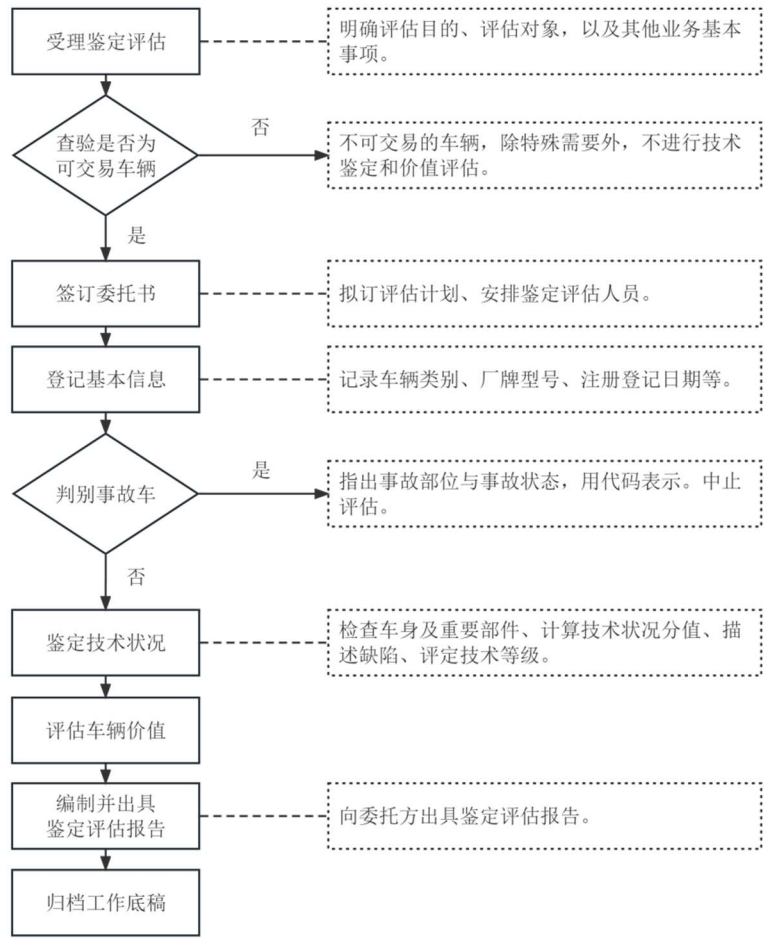 受理鉴定评估
明确评估目的、评估对象，以及其他业务基本
事项。
查验是否为
可交易车辆
否
不可交易的车辆，除特殊需要外，不进行技术
鉴定和价值评估。
是
签订委托书
拟订评估计划、安排鉴定评估人员。
登记基本信息
记录车辆类别、厂牌型号、注册登记日期等。
判别事故车
是
指出事故部位与事故状态，用代码表示。中止
评估。
否
鉴定技术状况
检查车身及重要部件、计算技术状况分值、描
述缺陷、评定技术等级。
评估车辆价值
编制并出具
鉴定评估报告
向委托方出具鉴定评估报告。
归档工作底稿